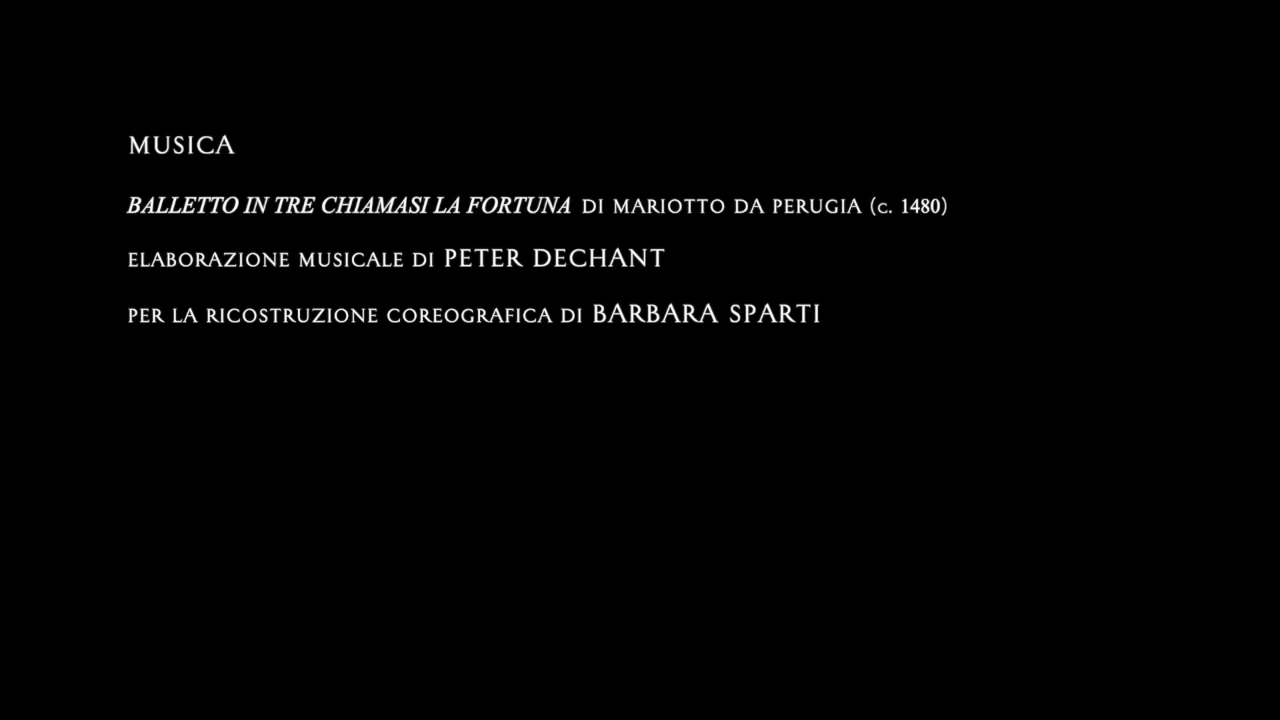 MUSICA
BALLETTO IN TRE CHIAMASI LA FORTUNA DI MARIOTTO DA PERUGIA (C. 1480)
ELABORAZIONE MUSICALE DI PETER DECHANT
PER LA RICOSTRUZIONE COREOGRAFICA DI BARBARA SPARTI